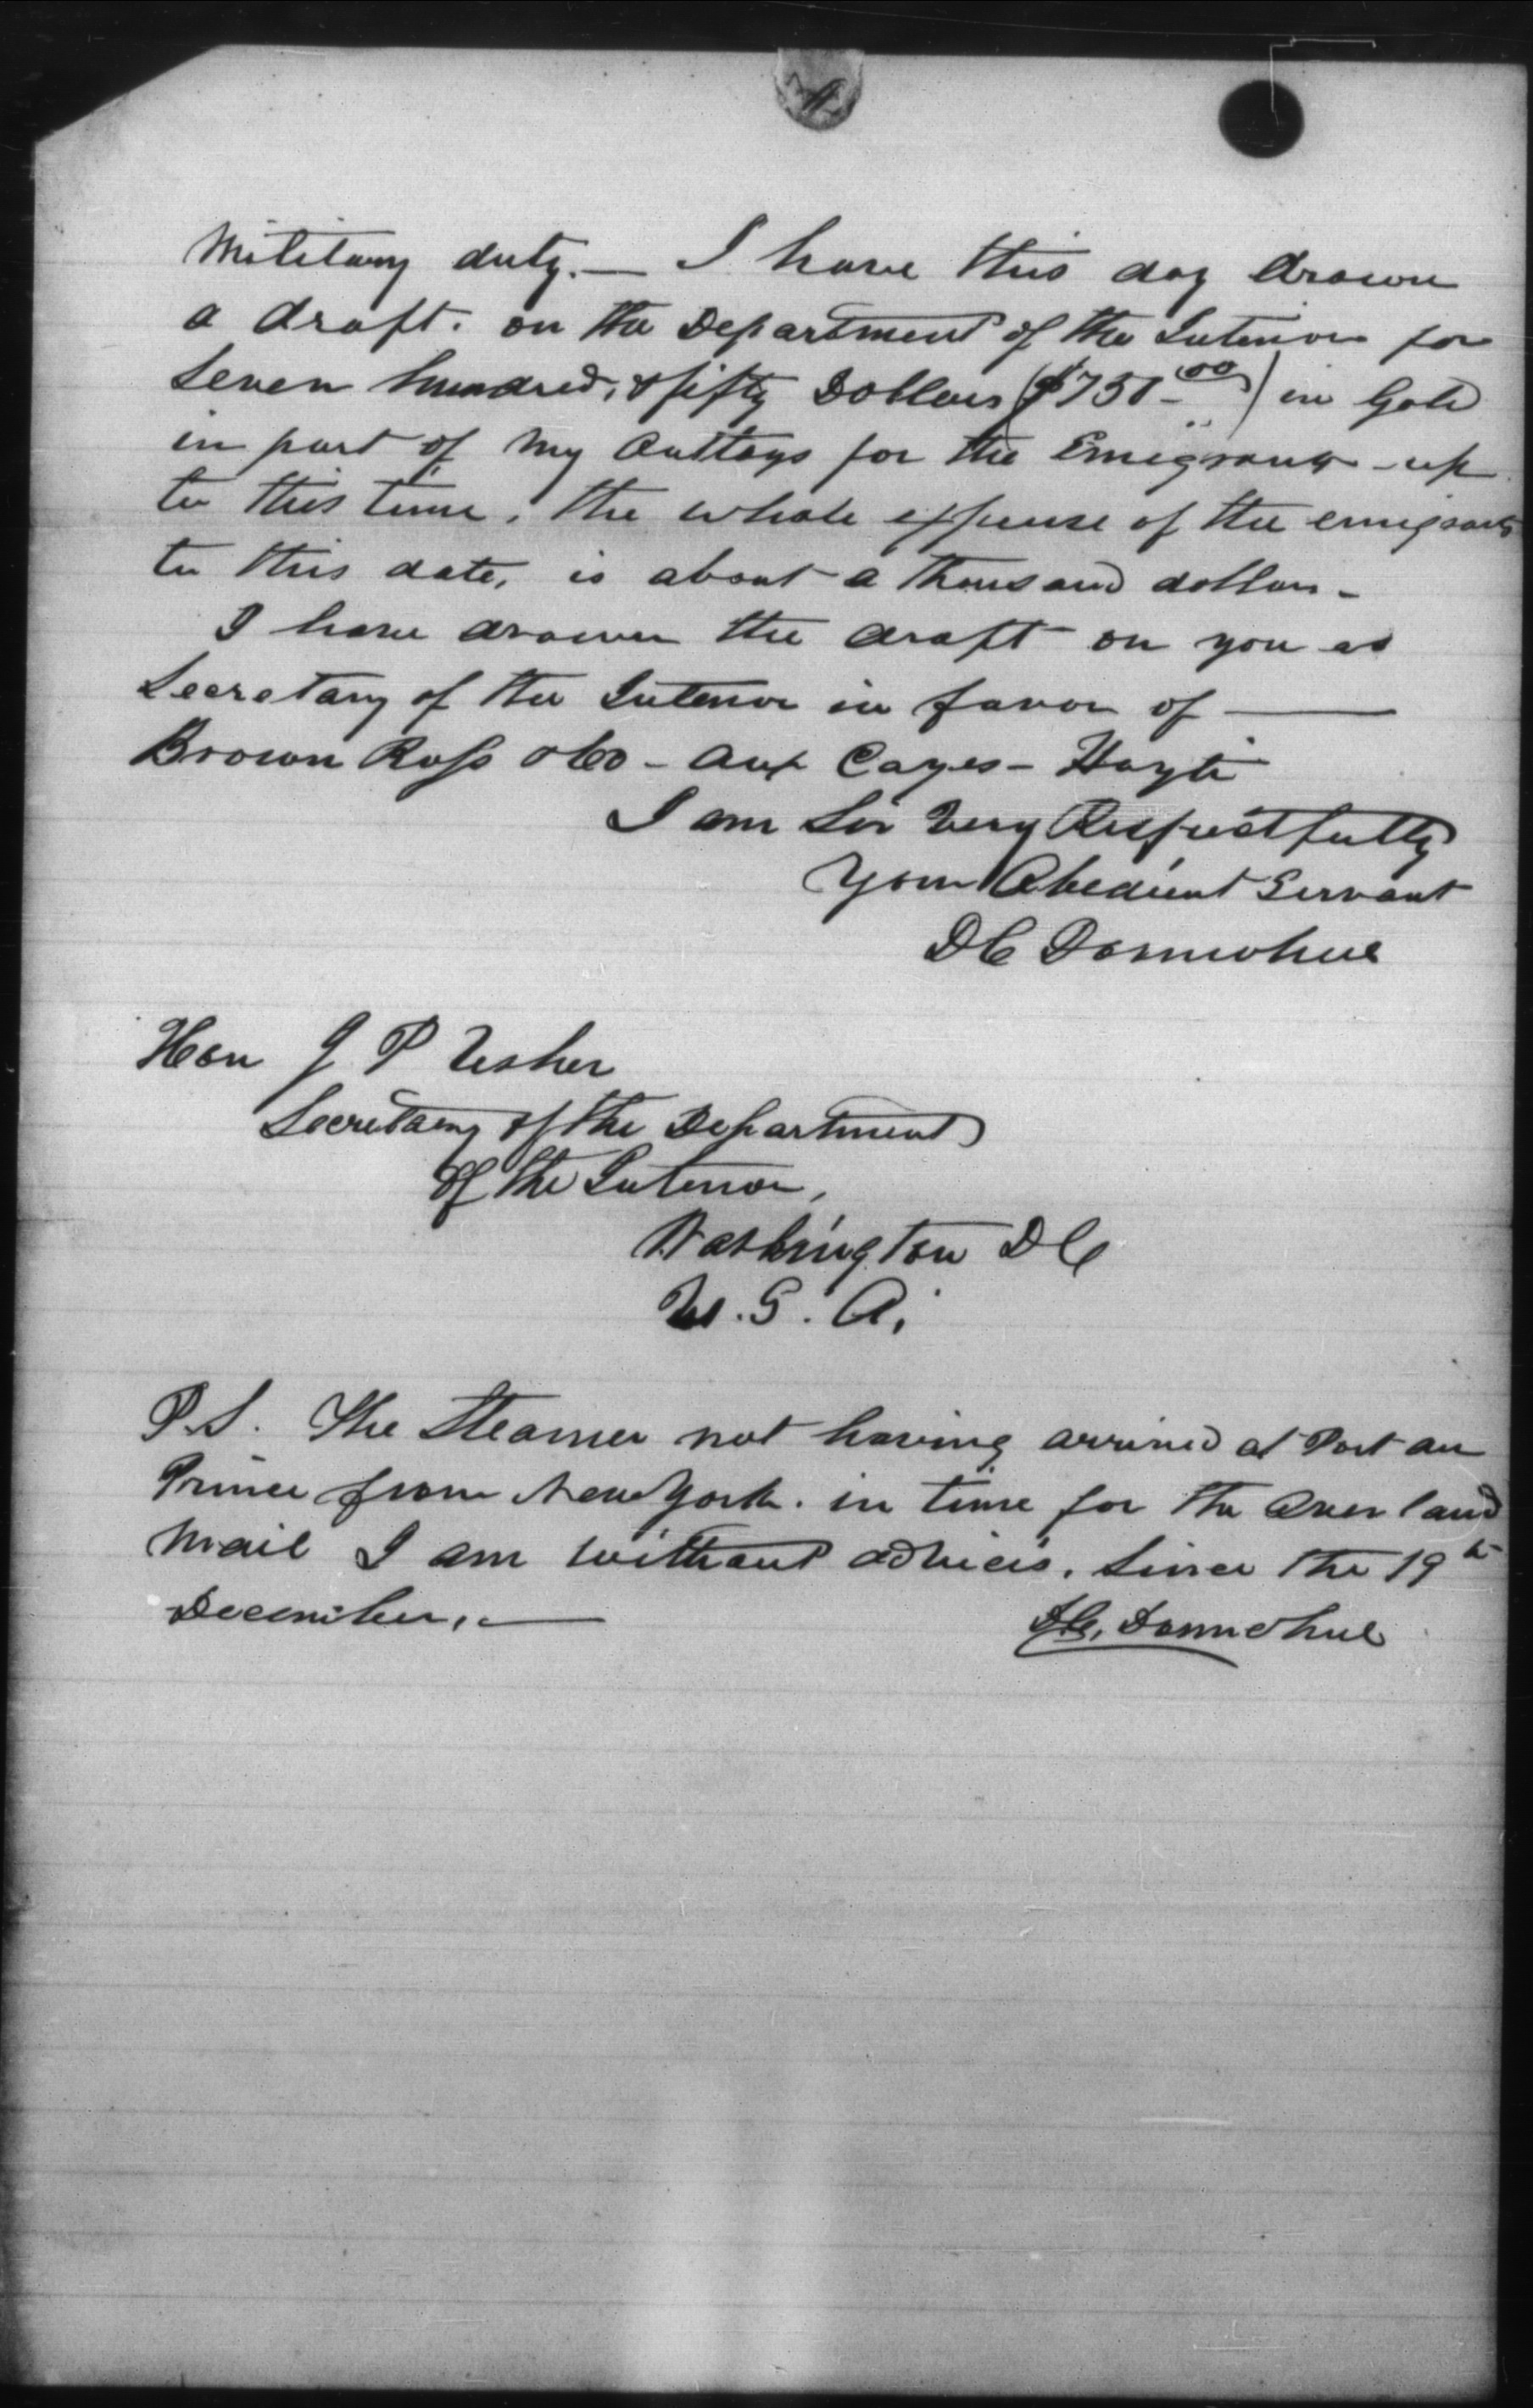 Military duty. — I have this day drawn
a draft. on the Department of the Interior for
Seven hundred, & fifty Dollars ($750-00) in Gold
in part of my Outlays for the Emigrants - up
to this time, the whole expense of the emigrants
to this date, is about a thousand dollars -
I have drawn the draft on you as
Secretary of the Interior in favor of —
Brown Ross & Co - Aux Cayes - Hayti
I am Sir Very Respectfully
Your Obedient Servant
D C Donnohue
Hon J P Usher
Secretary of the Department
Of the Interior,
Washington D C
U. S. A.
P.S. The Steamer not having arrived at Port au
Prince from New York. in time for the Over land
Mail I am without advices, Since the 19th
December. —
D C, Donnohue